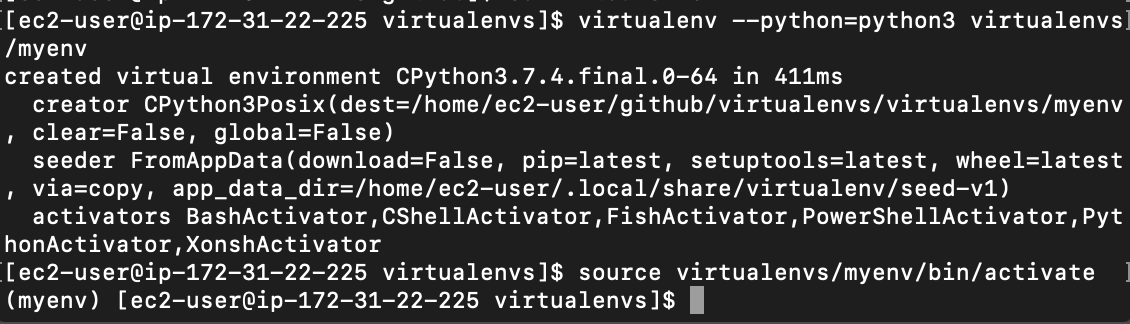 [ec2-user@ip-172-31-22-225 virtualenvs]$ virtualenv --python=python3 virtualenvs
/myenv
created virtual environment CPython3.7.4.final.0-64 in 411ms
  creator CPython3Posix(dest=/home/ec2-user/github/virtualenvs/virtualenvs/myenv
, clear=False, global=False)
  seeder FromAppData(download=False, pip=latest, setuptools=latest, wheel=latest
, via=copy, app_data_dir=/home/ec2-user/.local/share/virtualenv/seed-v1)
  activators BashActivator,CShellActivator,FishActivator,PowerShellActivator,Pyt
honActivator,XonshActivator
[ec2-user@ip-172-31-22-225 virtualenvs]$ source virtualenvs/myenv/bin/activate
(myenv) [ec2-user@ip-172-31-22-225 virtualenvs]$